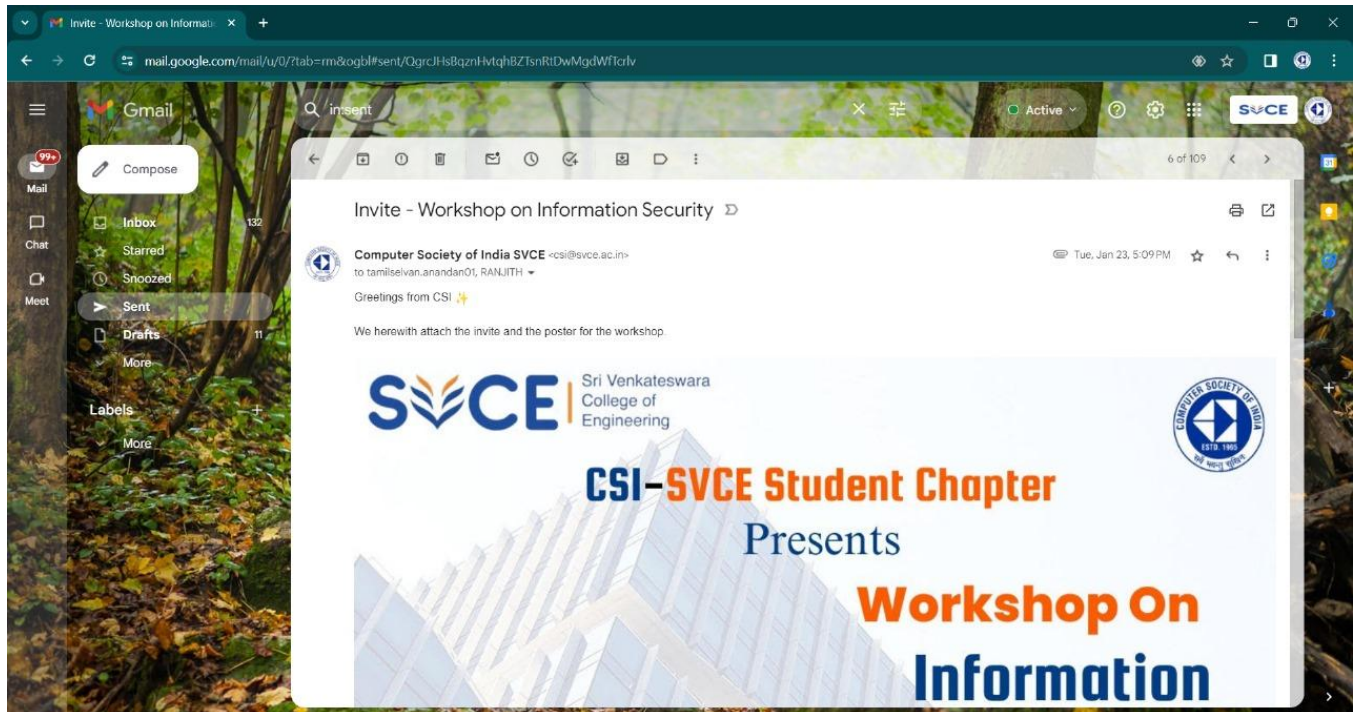 Invite - Workshop on Informatic
mail.google.com/mail/u/0/?tab=rm&ogbl#sent/QgrcJHsBqznHvtqhBZTsnRtDwMgdWfTcrlv
Gmail
in:sent
Active
SVCE
99+
Mail
Compose
6 of 109
31
Inbox 132
Chat
Starred
Snoozed
Meet
Sent
Drafts 11
More
Labels
More
Invite - Workshop on Information Security
Computer Society of India SVCE <csi@svce.ac.in>
Tue, Jan 23, 5:09 PM
to tamilselvan.anandan01, RANJITH
Greetings from CSI ✨
We herewith attach the invite and the poster for the workshop.
SVCE
Sri Venkateswara
College of
Engineering
COMPUTER SOCIETY OF INDIA
ESTD. 1965
CSI-SVCE Student Chapter
Presents
Workshop On
Information